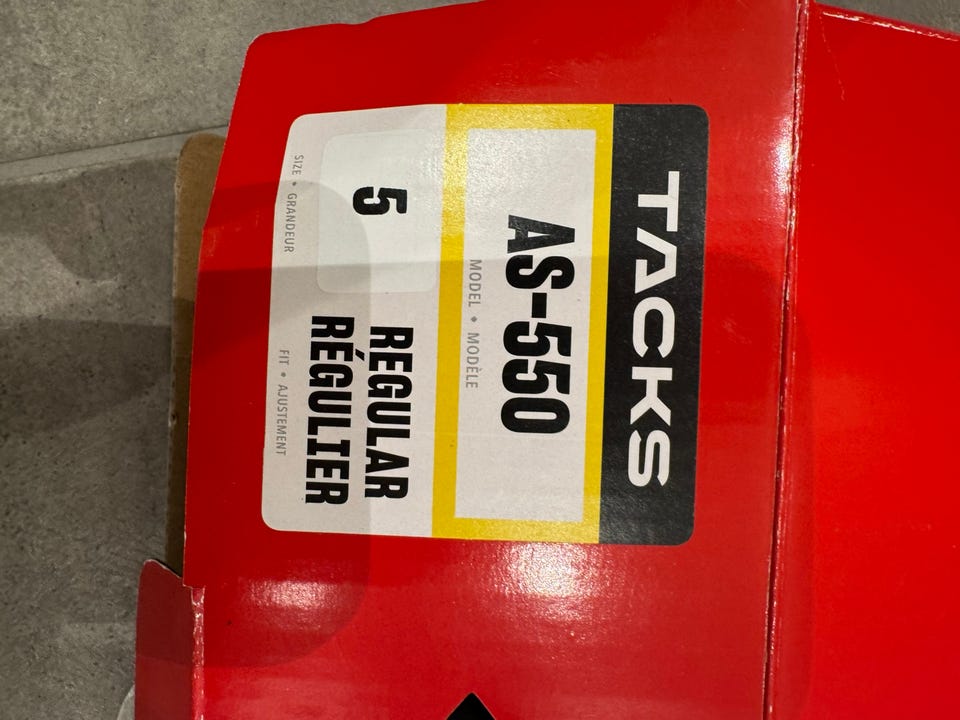 TACKS
AS-550
MODEL • MODÈLE
5
REGULAR
RÉGULIER
SIZE • GRANDEUR
FIT • AJUSTEMENT